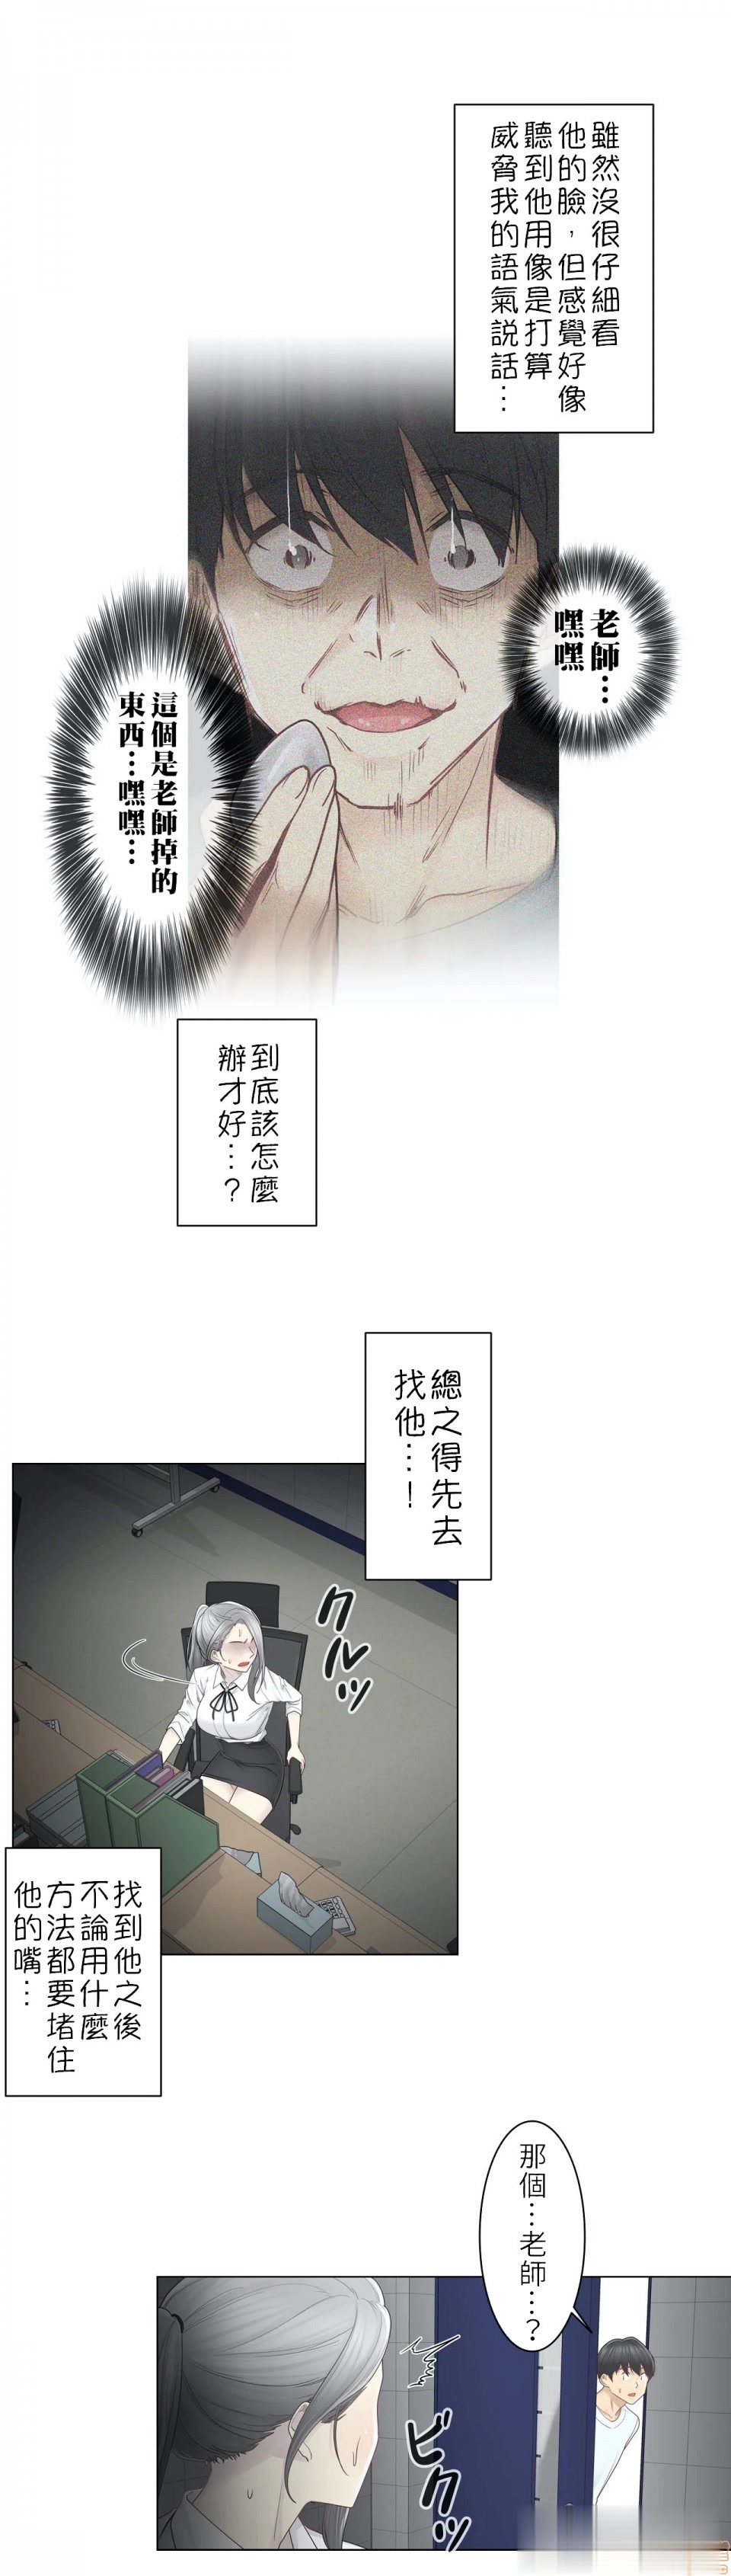 雖然沒很仔細看
他的臉，但感覺好像
聽到他用像是打算
威脅我的語氣説話…
老師…
嘿嘿
這個是老師掉的
東西…嘿嘿…
到底該怎麼
辦才好…？
總之得先去
找他…！
クルッ
找到他之後
不論用什麼
方法都要堵住
他的嘴…
那個…老師…？
ビクッ